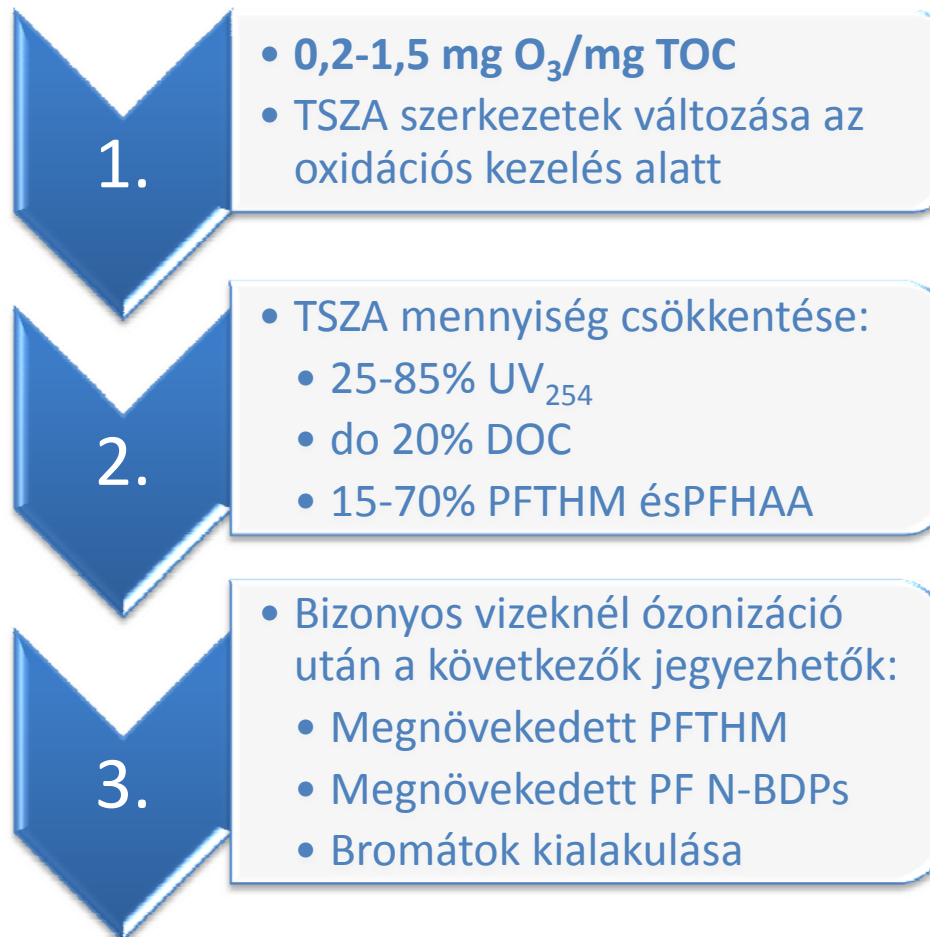 1.
• 0,2-1,5 mg O₃/mg TOC
• TSZA szerkezetek változása az
oxidációs kezelés alatt
2.
• TSZA mennyiség csökkentése:
• 25-85% UV₂₅₄
• do 20% DOC
• 15-70% PFTHM ésPFHAA
3.
• Bizonyos vizeknél ózonizáció
után a következők jegyezhetők:
• Megnövekedett PFTHM
• Megnövekedett PF N-BDPs
• Bromátok kialakulása